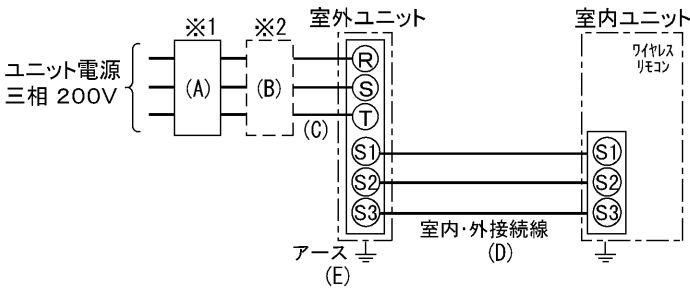 ※1
※2
室外ユニット
室内ユニット
ユニット電源
三相 200V
(A)
(B)
(C)
R
S
T
S1
S2
S3
ワイヤレス
リモコン
S1
S2
S3
室内・外接続線
(D)
アース
(E)